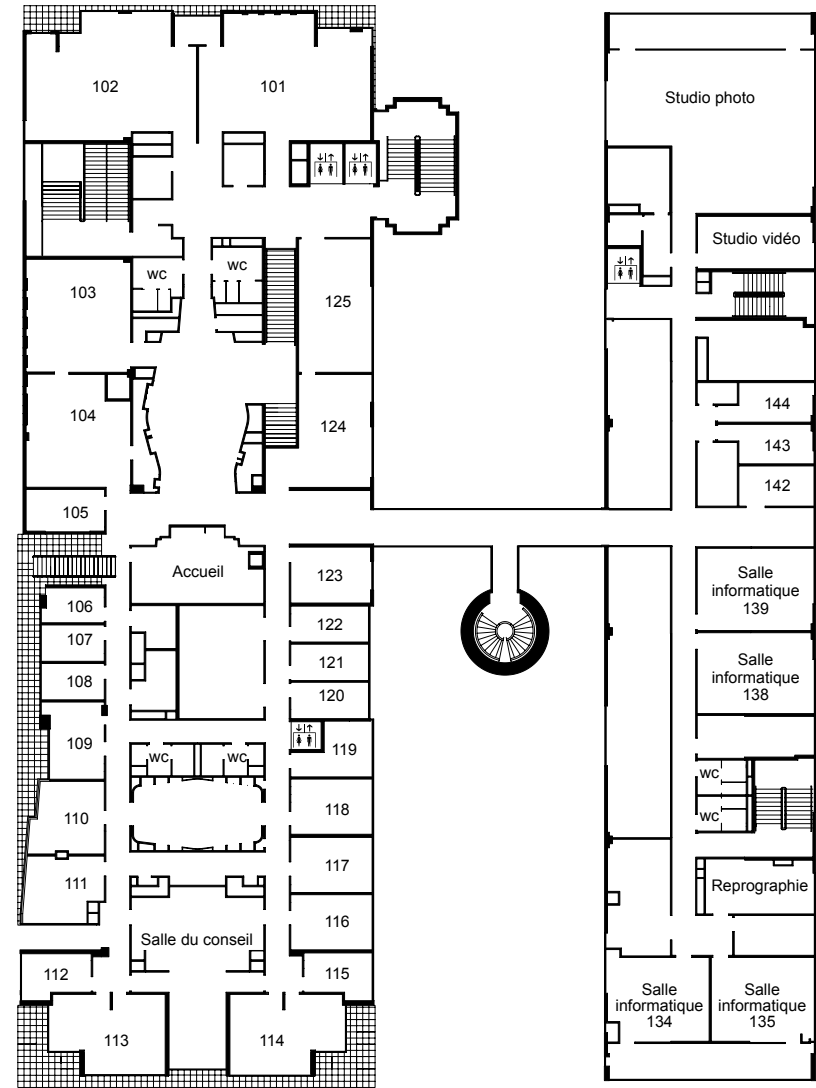 102
101
Studio photo
Studio vidéo
wc
wc
103
125
104
124
144
143
142
105
Accueil
123
Salle
informatique
139
106
122
107
121
108
120
Salle
informatique
138
109
119
wc
wc
wc
wc
110
118
111
117
Reprographie
116
Salle du conseil
112
115
113
114
Salle
informatique
134
Salle
informatique
135